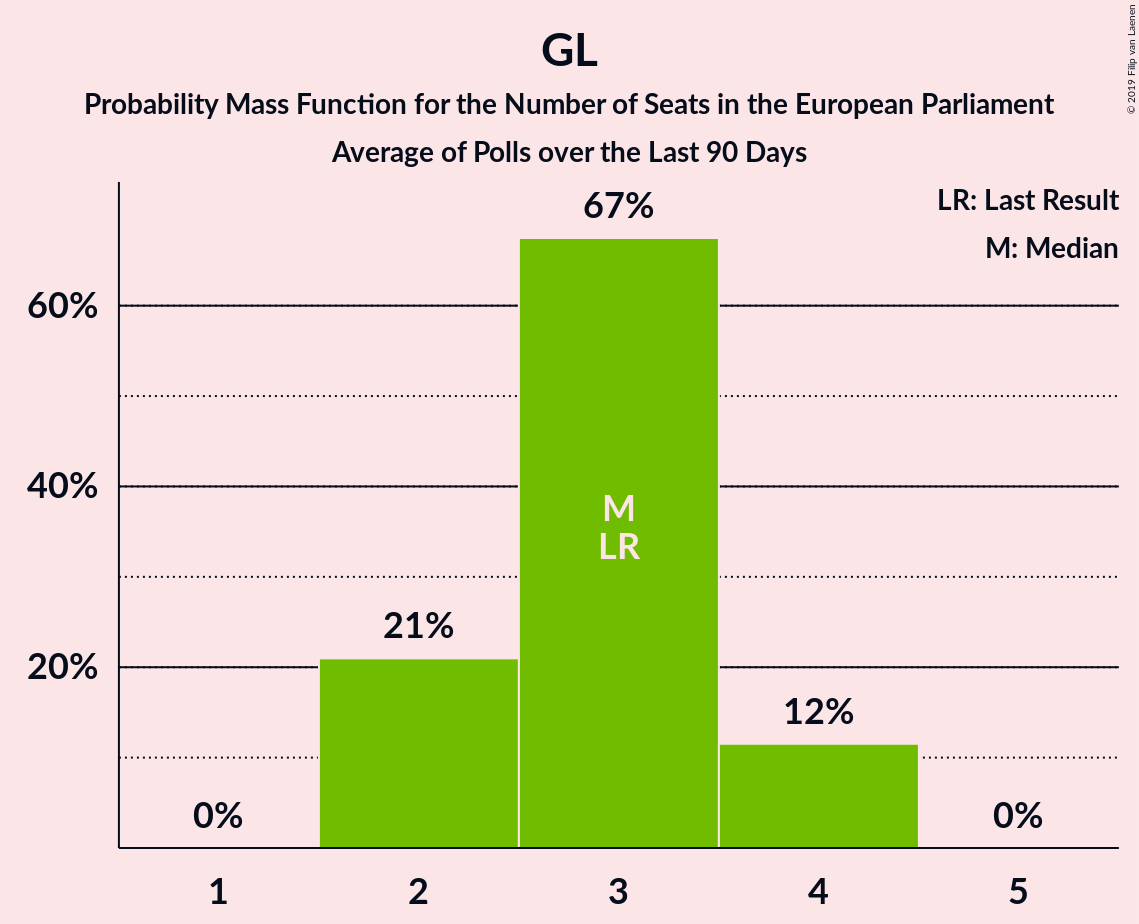 GL
Probability Mass Function for the Number of Seats in the European Parliament
Average of Polls over the Last 90 Days
© 2019 Filip van Laenen
LR: Last Result
M: Median
67%
60%
M
LR
40%
21%
20%
12%
0%
0%
1 2 3 4 5